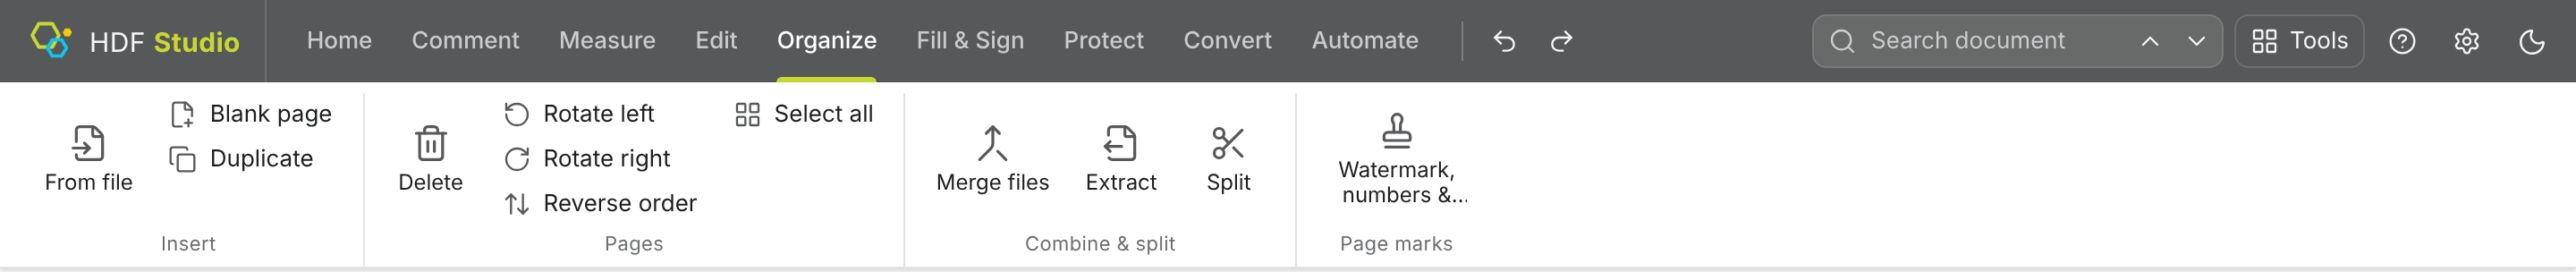 HDF Studio
Home
Comment
Measure
Edit
Organize
Fill & Sign
Protect
Convert
Automate
Search document
Tools
From file
Blank page
Duplicate
Insert
Delete
Rotate left
Rotate right
Reverse order
Select all
Pages
Merge files
Extract
Split
Combine & split
Watermark,
numbers &...
Page marks